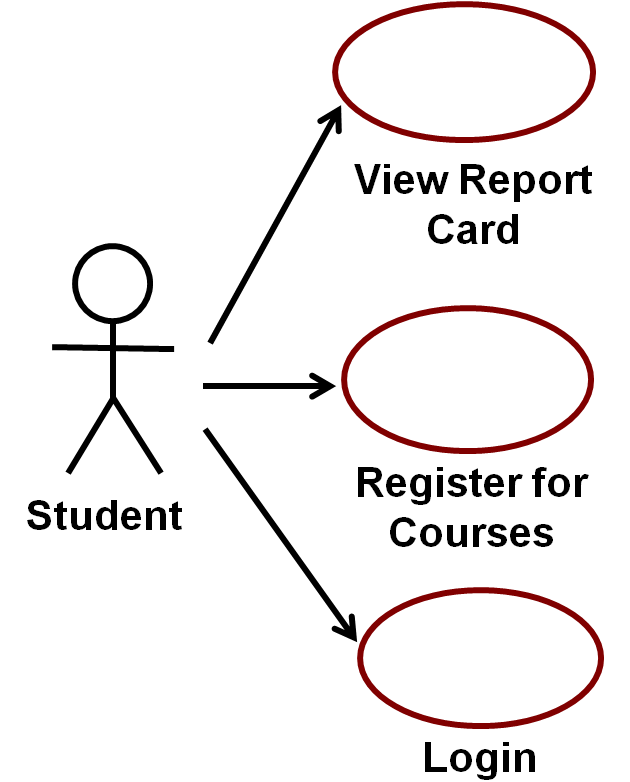 View Report
Card
Student
Register for
Courses
Login